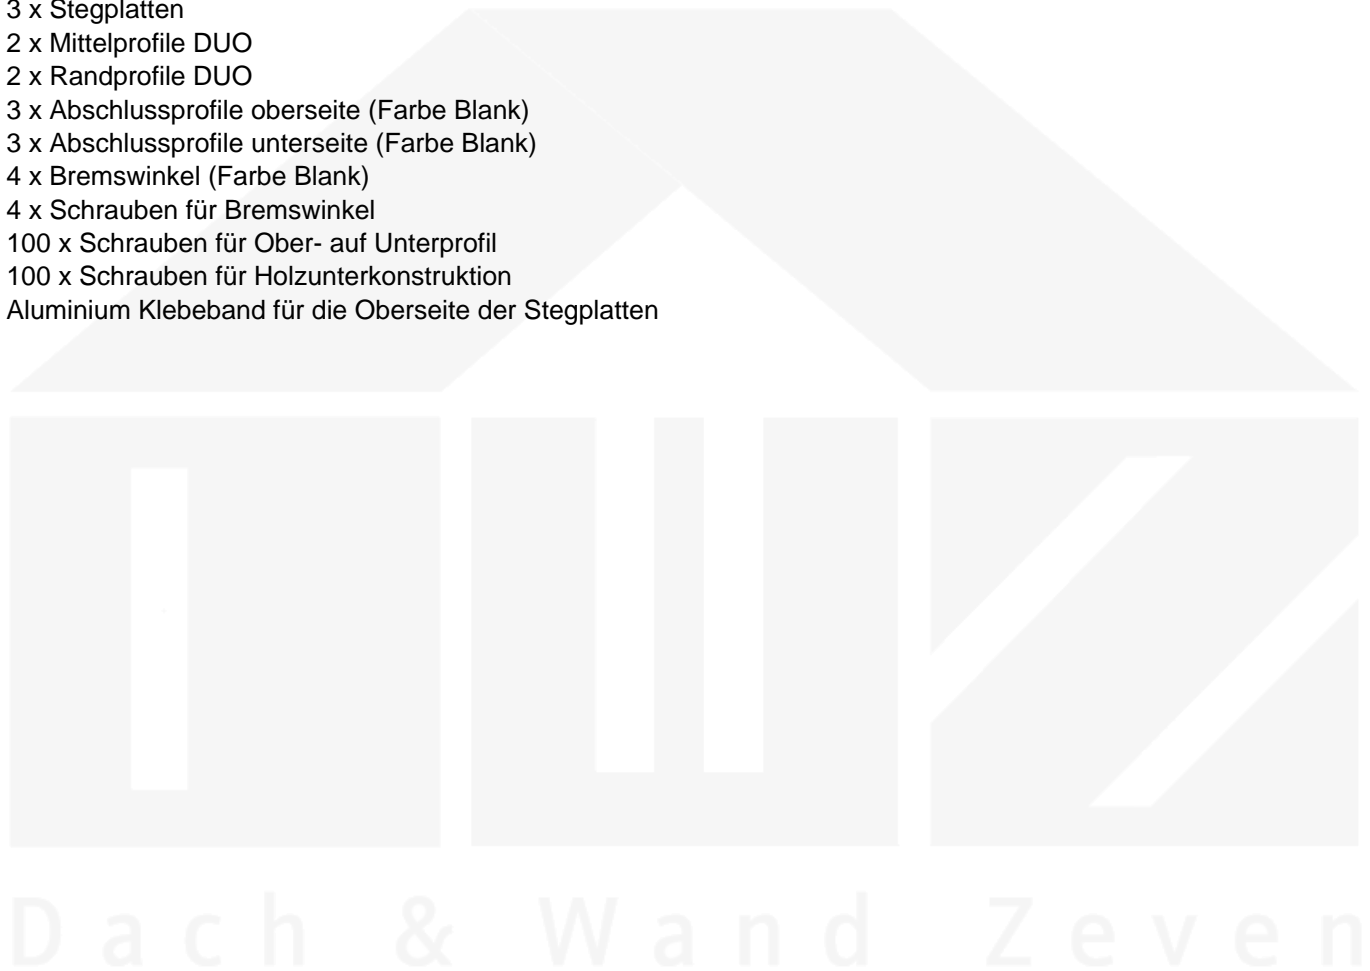 3 x Stegplatten
2 x Mittelprofile DUO
2 x Randprofile DUO
3 x Abschlussprofile oberseite (Farbe Blank)
3 x Abschlussprofile unterseite (Farbe Blank)
4 x Bremswinkel (Farbe Blank)
4 x Schrauben für Bremswinkel
100 x Schrauben für Ober- auf Unterprofil
100 x Schrauben für Holzunterkonstruktion
Aluminium Klebeband für die Oberseite der Stegplatten
Dach & Wand Zeven